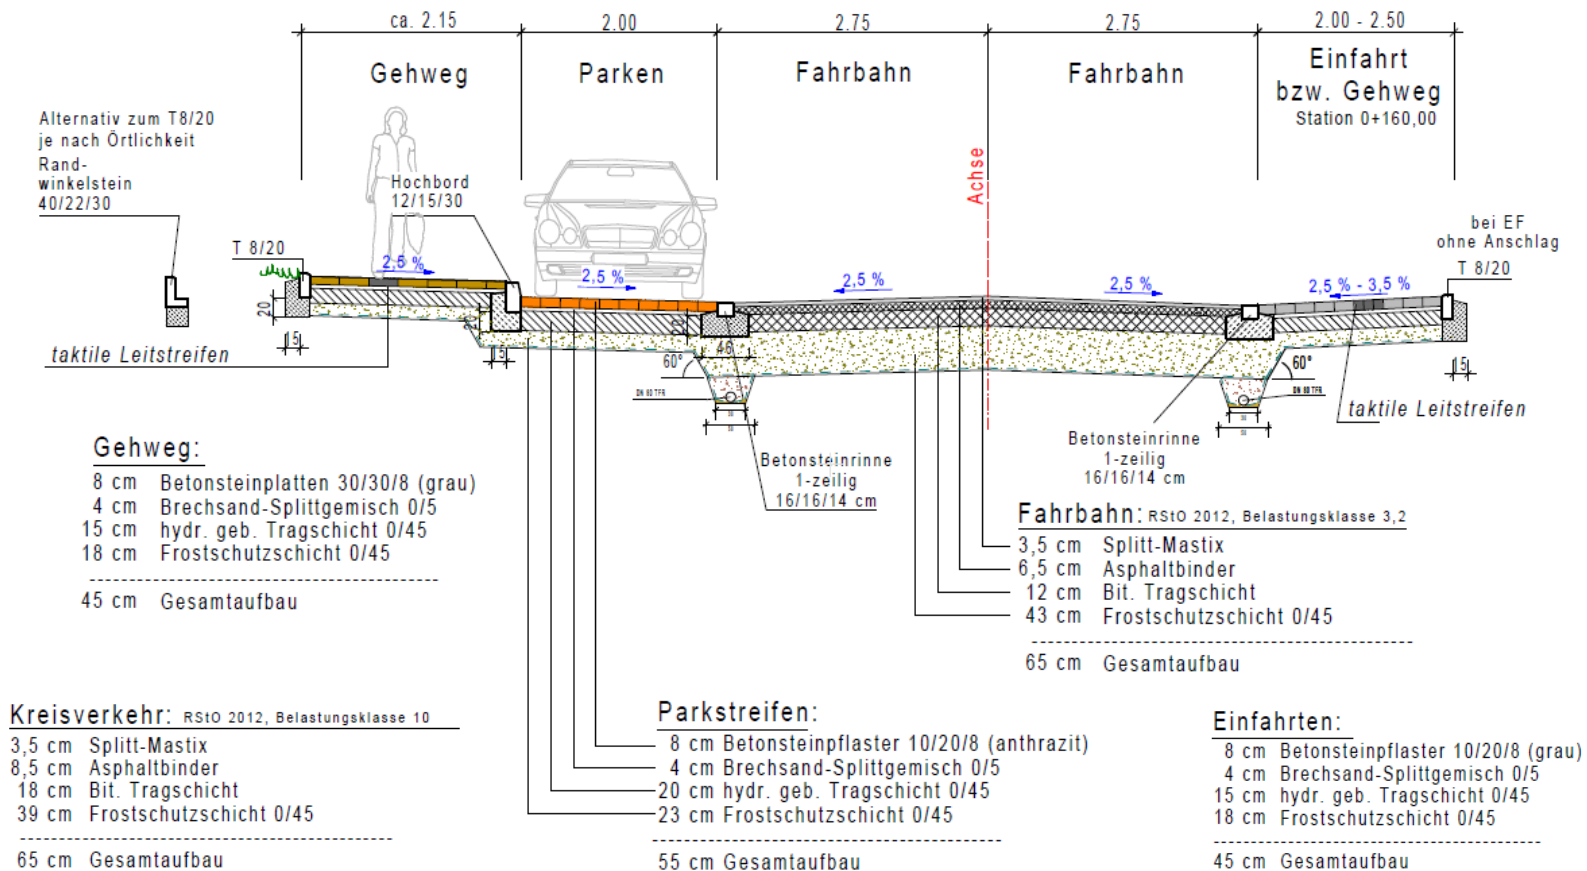 ca. 2.15
2.00
2.75
2.75
2.00 - 2.50
Gehweg
Parken
Fahrbahn
Fahrbahn
Einfahrt
bzw. Gehweg
Station 0+160,00
Alternativ zum T8/20
je nach Örtlichkeit
Rand-
winkelstein
40/22/30
Hochbord
12/15/30
Achse
bei EF
ohne Anschlag
T 8/20
T 8/20
2,5 %
2,5 %
2,5 %
2,5 %
2,5 % - 3,5 %
20
20
20
15
15
46
60°
60°
15
taktile Leitstreifen
taktile Leitstreifen
DN 80 TFR
DN 80 TFR
Betonsteinrinne
1-zeilig
16/16/14 cm
Betonsteinrinne
1-zeilig
16/16/14 cm
Gehweg:
8 cm Betonsteinplatten 30/30/8 (grau)
4 cm Brechsand-Splittgemisch 0/5
15 cm hydr. geb. Tragschicht 0/45
18 cm Frostschutzschicht 0/45
45 cm Gesamtaufbau
Fahrbahn: RStO 2012, Belastungsklasse 3,2
3,5 cm Splitt-Mastix
6,5 cm Asphaltbinder
12 cm Bit. Tragschicht
43 cm Frostschutzschicht 0/45
65 cm Gesamtaufbau
Kreisverkehr: RStO 2012, Belastungsklasse 10
3,5 cm Splitt-Mastix
8,5 cm Asphaltbinder
18 cm Bit. Tragschicht
39 cm Frostschutzschicht 0/45
65 cm Gesamtaufbau
Parkstreifen:
8 cm Betonsteinpflaster 10/20/8 (anthrazit)
4 cm Brechsand-Splittgemisch 0/5
20 cm hydr. geb. Tragschicht 0/45
23 cm Frostschutzschicht 0/45
55 cm Gesamtaufbau
Einfahrten:
8 cm Betonsteinpflaster 10/20/8 (grau)
4 cm Brechsand-Splittgemisch 0/5
15 cm hydr. geb. Tragschicht 0/45
18 cm Frostschutzschicht 0/45
45 cm Gesamtaufbau